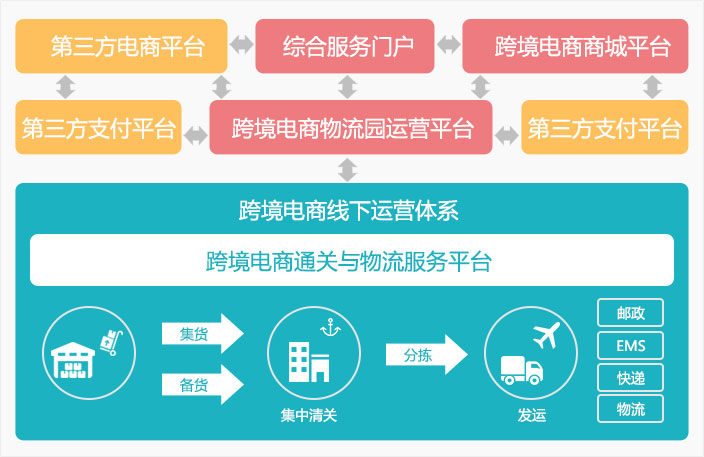 第三方电商平台
综合服务门户
跨境电商商城平台
第三方支付平台
跨境电商物流园运营平台
第三方支付平台
跨境电商线下运营体系
跨境电商通关与物流服务平台
集货
备货
集中清关
分拣
发运
邮政
EMS
快递
物流